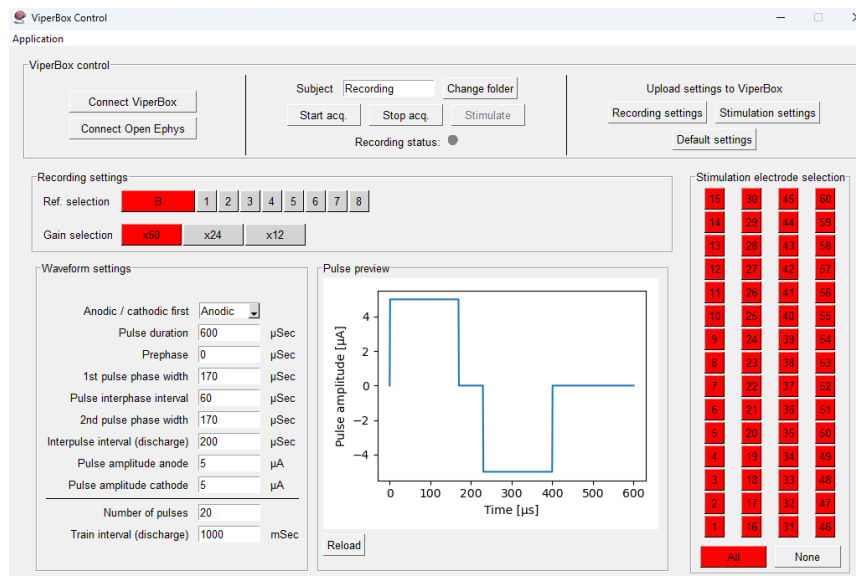 ViperBox Control
Application
ViperBox control
Connect ViperBox
Connect Open Ephys
Subject Recording Change folder
Start acq. Stop acq. Stimulate
Recording status:
Upload settings to ViperBox
Recording settings Stimulation settings
Default settings
Recording settings
Ref. selection B 1 2 3 4 5 6 7 8
Gain selection x60 x24 x12
Waveform settings
Anodic / cathodic first Anodic
Pulse duration 600 µSec
Prephase 0 µSec
1st pulse phase width 170 µSec
Pulse interphase interval 60 µSec
2nd pulse phase width 170 µSec
Interpulse interval (discharge) 200 µSec
Pulse amplitude anode 5 µA
Pulse amplitude cathode 5 µA
Number of pulses 20
Train interval (discharge) 1000 mSec
Pulse preview
Pulse amplitude [µA]
4
2
0
−2
−4
0 100 200 300 400 500 600
Time [µs]
Reload
Stimulation electrode selection
15 30 45 60
14 29 44 59
13 28 43 58
12 27 42 57
11 26 41 56
10 25 40 55
9 24 39 54
8 23 38 53
7 22 37 52
6 21 36 51
5 20 35 50
4 19 34 49
3 18 33 48
2 17 32 47
1 16 31 46
All None